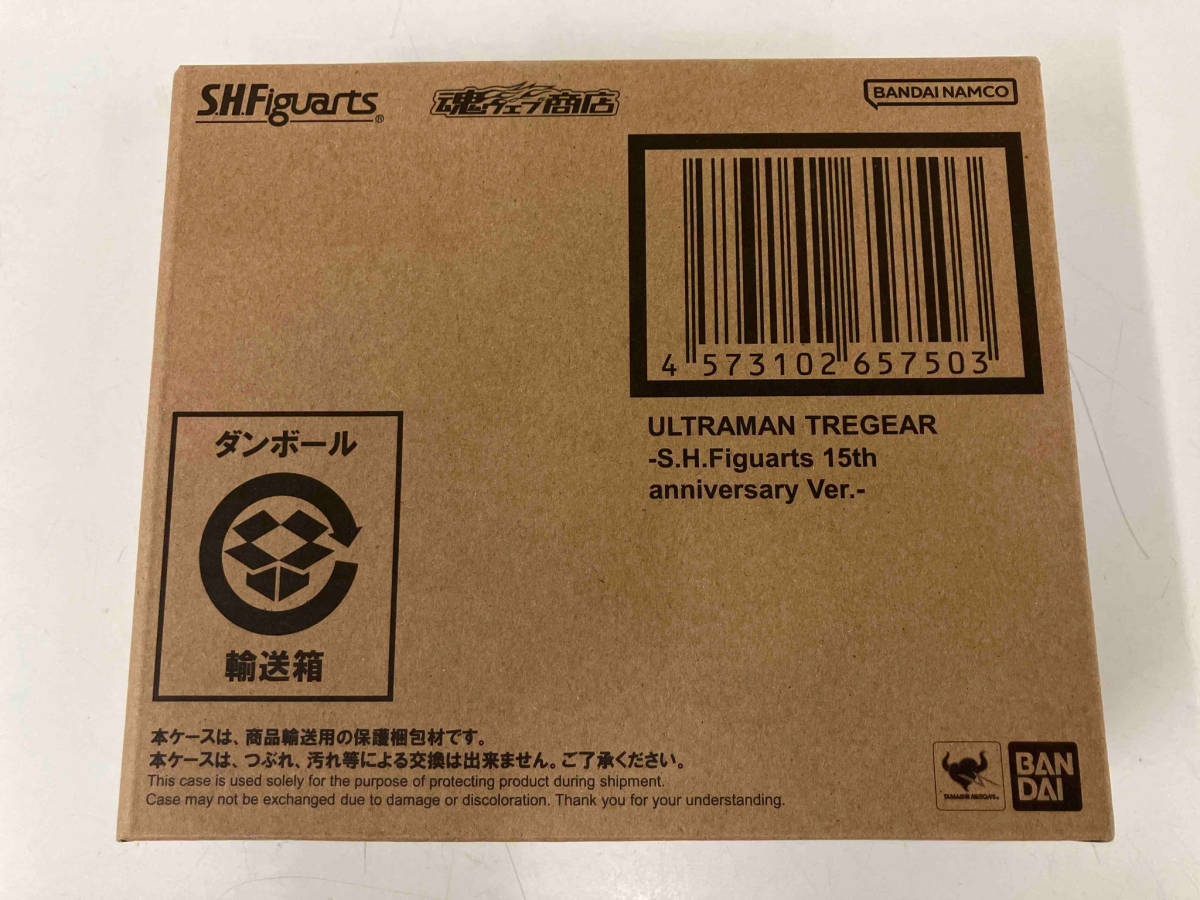 S.H.Figuarts®
魂ウェブ商店
BANDAI NAMCO
4 573102 657503
ULTRAMAN TREGEAR
-S.H.Figuarts 15th
anniversary Ver.-
ダンボール
輸送箱
本ケースは、商品輸送用の保護梱包材です。
本ケースは、つぶれ、汚れ等による交換は出来ません。ご了承ください。
This case is used solely for the purpose of protecting product during shipment.
Case may not be exchanged due to damage or discoloration. Thank you for your understanding.
TAMASHII NATIONS
BAN
DAI